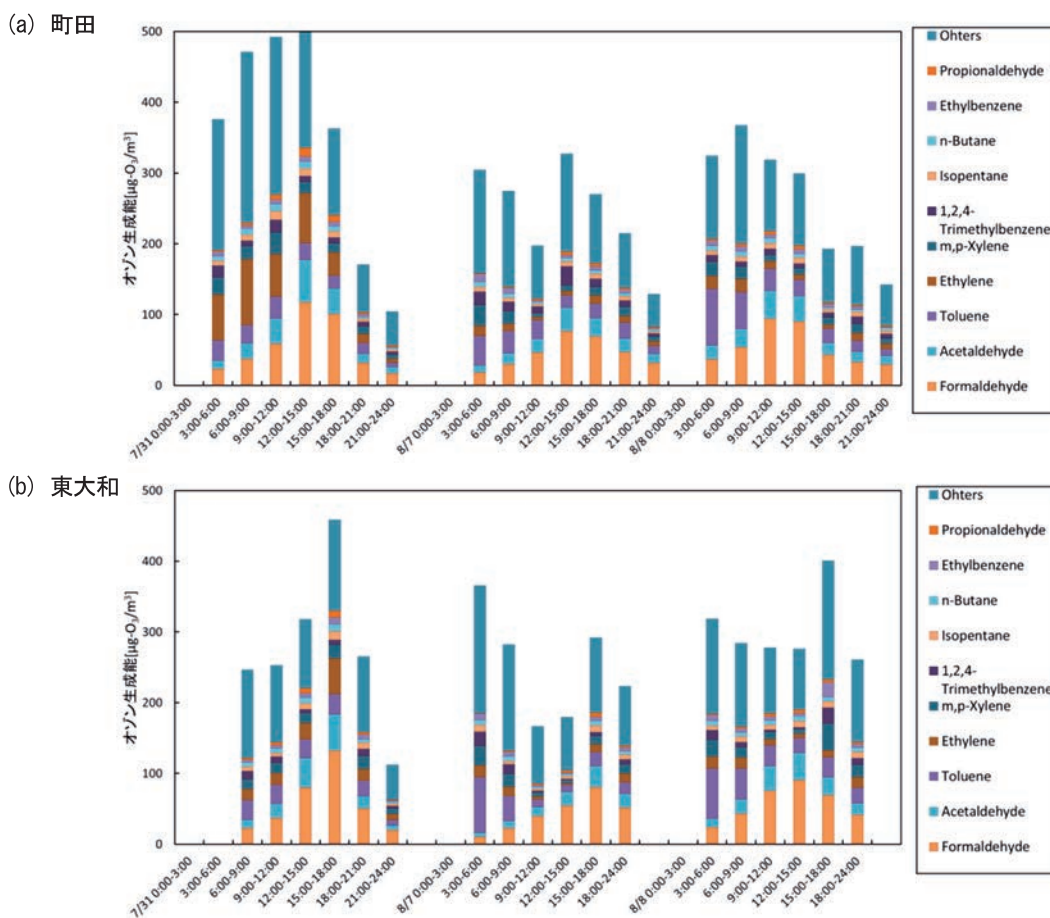 (a) 町田
オゾン生成能[μg-O₃/m³]
500
400
300
200
100
0
7/31 0:00-3:00
3:00-6:00
6:00-9:00
9:00-12:00
12:00-15:00
15:00-18:00
18:00-21:00
21:00-24:00
8/7 0:00-3:00
3:00-6:00
6:00-9:00
9:00-12:00
12:00-15:00
15:00-18:00
18:00-21:00
21:00-24:00
8/8 0:00-3:00
3:00-6:00
6:00-9:00
9:00-12:00
12:00-15:00
15:00-18:00
18:00-21:00
21:00-24:00
Ohters
Propionaldehyde
Ethylbenzene
n-Butane
Isopentane
1,2,4-
Trimethylbenzene
m,p-Xylene
Ethylene
Toluene
Acetaldehyde
Formaldehyde
(b) 東大和
オゾン生成能[μg-O₃/m³]
500
400
300
200
100
0
7/31 0:00-3:00
3:00-6:00
6:00-9:00
9:00-12:00
12:00-15:00
15:00-18:00
18:00-21:00
21:00-24:00
8/7 0:00-3:00
3:00-6:00
6:00-9:00
9:00-12:00
12:00-15:00
15:00-18:00
18:00-24:00
8/8 0:00-3:00
3:00-6:00
6:00-9:00
9:00-12:00
12:00-15:00
15:00-18:00
18:00-24:00
Ohters
Propionaldehyde
Ethylbenzene
n-Butane
Isopentane
1,2,4-
Trimethylbenzene
m,p-Xylene
Ethylene
Toluene
Acetaldehyde
Formaldehyde